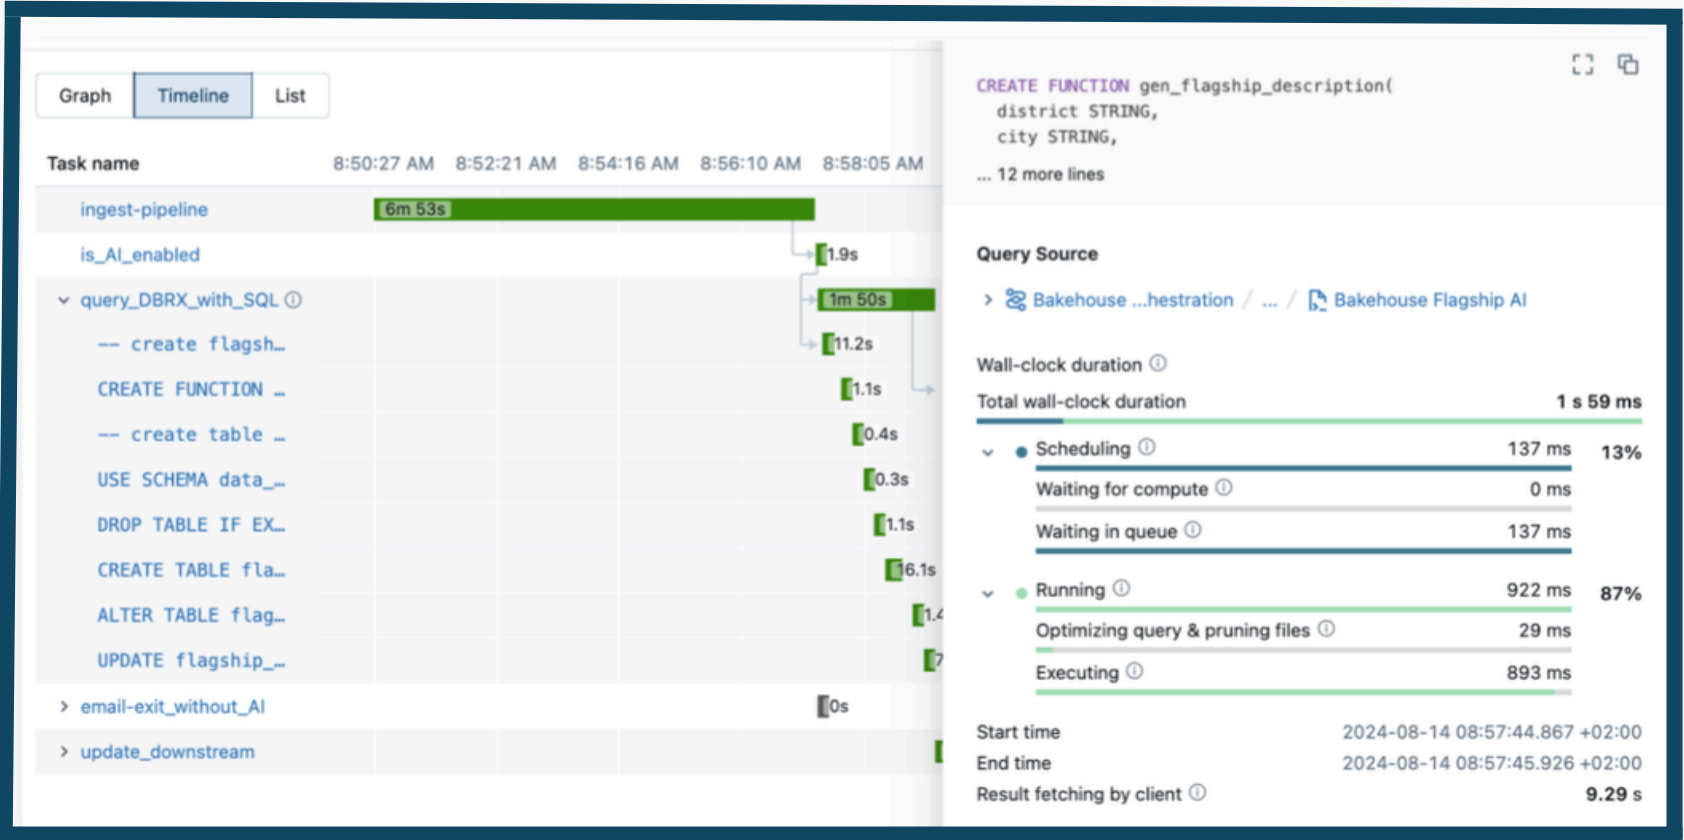 Graph Timeline List
Task name 8:50:27 AM 8:52:21 AM 8:54:16 AM 8:56:10 AM 8:58:05 AM
ingest-pipeline 6m 53s
is_AI_enabled 1.9s
query_DBRX_with_SQL 1m 50s
-- create flagsh… 11.2s
CREATE FUNCTION … 1.1s
-- create table … 0.4s
USE SCHEMA data_… 0.3s
DROP TABLE IF EX… 1.1s
CREATE TABLE fla… 16.1s
ALTER TABLE flag… 1.4
UPDATE flagship_… 7
email-exit_without_AI 0s
update_downstream
CREATE FUNCTION gen_flagship_description(
district STRING,
city STRING,
... 12 more lines
Query Source
Bakehouse ...hestration / ... / Bakehouse Flagship AI
Wall-clock duration
Total wall-clock duration 1 s 59 ms
Scheduling 137 ms 13%
Waiting for compute 0 ms
Waiting in queue 137 ms
Running 922 ms 87%
Optimizing query & pruning files 29 ms
Executing 893 ms
Start time 2024-08-14 08:57:44.867 +02:00
End time 2024-08-14 08:57:45.926 +02:00
Result fetching by client 9.29 s